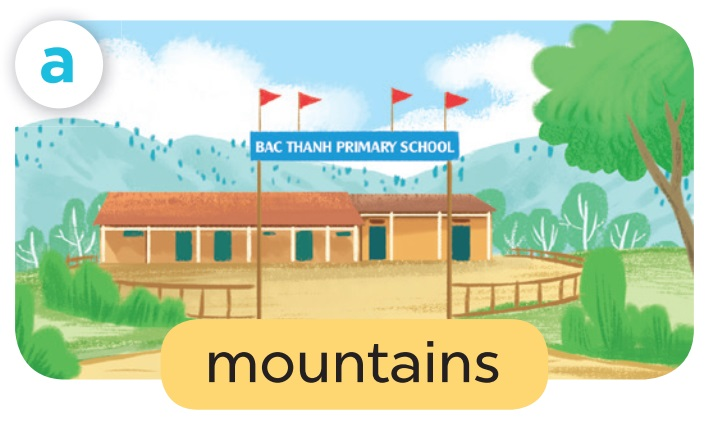 a
BAC THANH PRIMARY SCHOOL
mountains